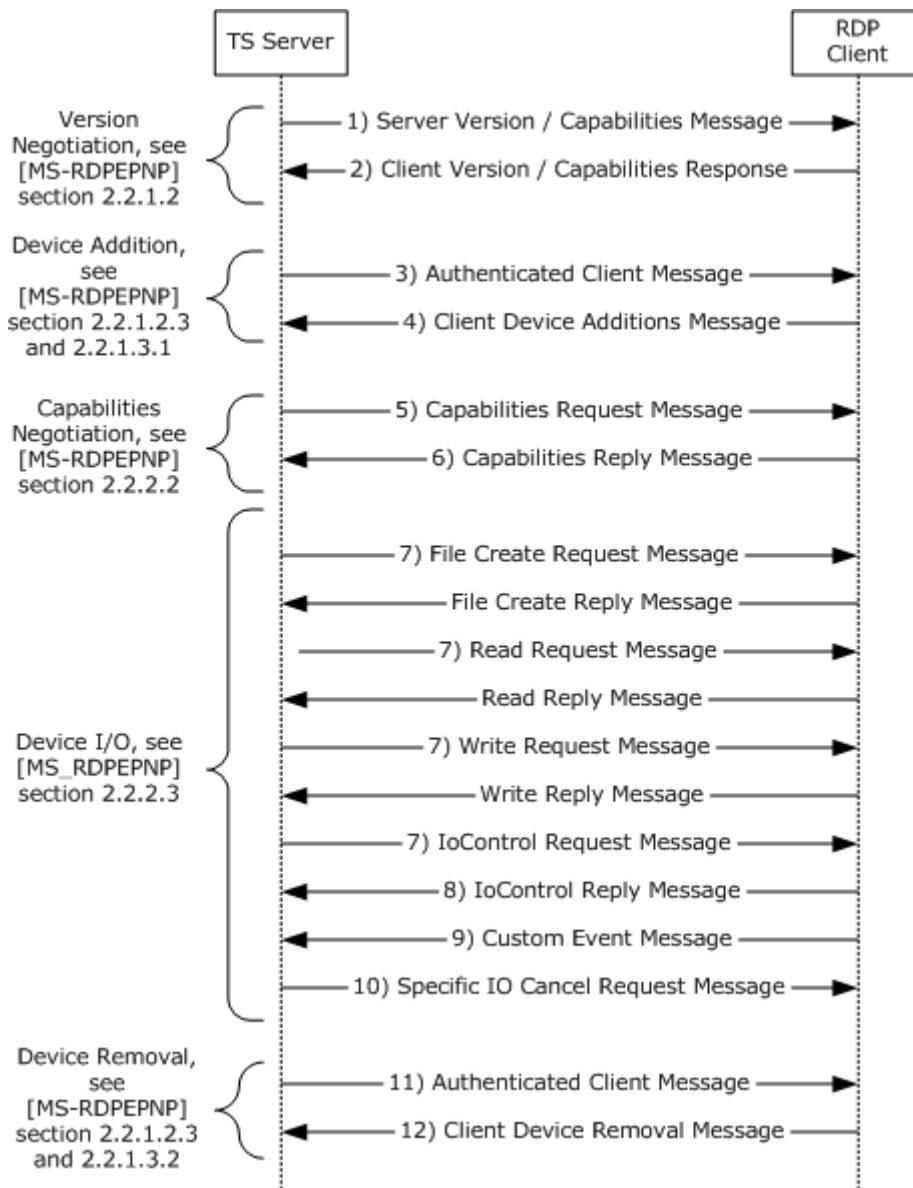 TS Server
RDP
Client
Version
Negotiation, see
[MS-RDPEPNP]
section 2.2.1.2
1) Server Version / Capabilities Message
2) Client Version / Capabilities Response
Device Addition,
see
[MS-RDPEPNP]
section 2.2.1.2.3
and 2.2.1.3.1
3) Authenticated Client Message
4) Client Device Additions Message
Capabilities
Negotiation, see
[MS-RDPEPNP]
section 2.2.2.2
5) Capabilities Request Message
6) Capabilities Reply Message
Device I/O, see
[MS_RDPEPNP]
section 2.2.2.3
7) File Create Request Message
File Create Reply Message
7) Read Request Message
Read Reply Message
7) Write Request Message
Write Reply Message
7) IoControl Request Message
8) IoControl Reply Message
9) Custom Event Message
10) Specific IO Cancel Request Message
Device Removal,
see
[MS-RDPEPNP]
section 2.2.1.2.3
and 2.2.1.3.2
11) Authenticated Client Message
12) Client Device Removal Message